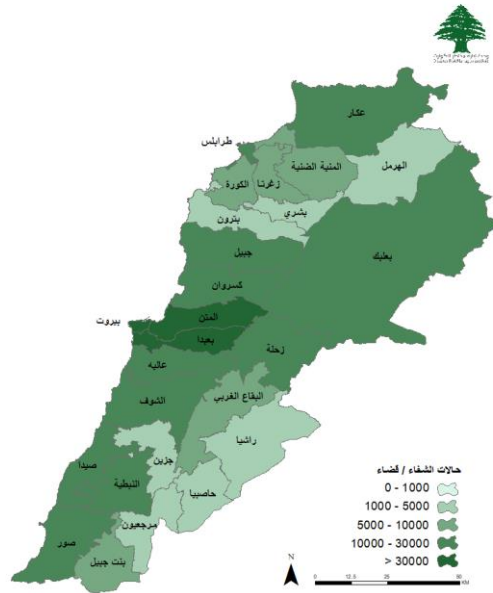 عكار
طرابلس
المنية الضنية
الهرمل
زغرتا
الكورة
بشري
بترون
جبيل
بعلبك
كسروان
المتن
بيروت
بعبدا
زحلة
عاليه
الشوف
البقاع الغربي
راشيا
جزين
صيدا
حاصبيا
النبطية
مرجعيون
صور
بنت جبيل
حالات الشفاء / قضاء
0 - 1000
1000 - 5000
5000 - 10000
10000 - 30000
> 30000
N
0 12.5 25 50
KM